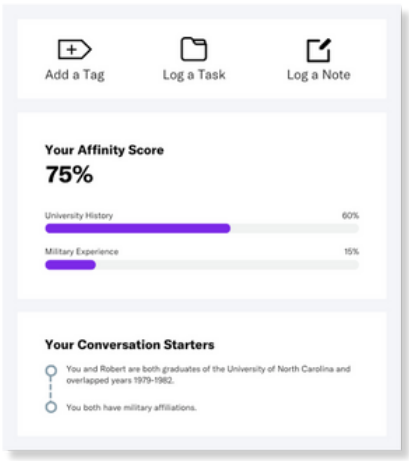 Add a Tag
Log a Task
Log a Note
Your Affinity Score
75%
University History
60%
Military Experience
15%
Your Conversation Starters
You and Robert are both graduates of the University of North Carolina and
overlapped years 1979-1982.
You both have military affiliations.